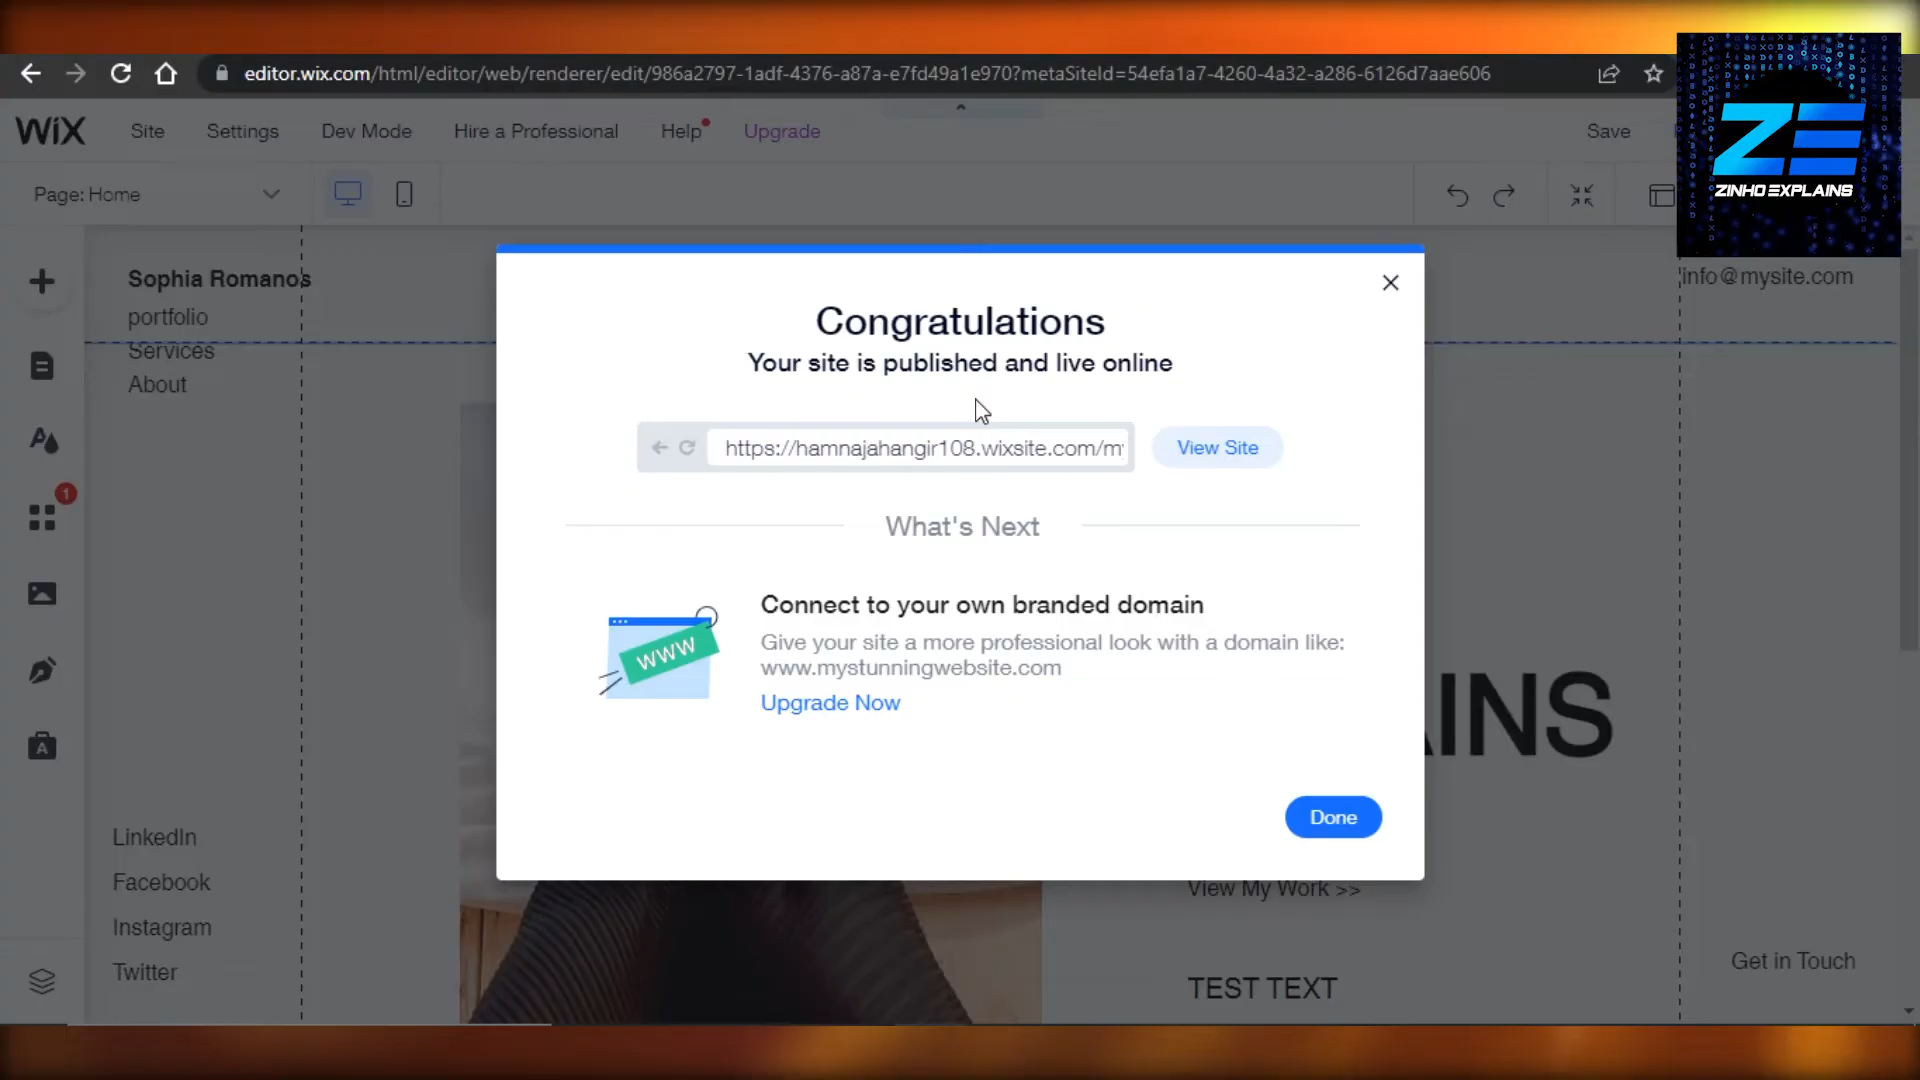 editor.wix.com/html/editor/web/renderer/edit/986a2797-1adf-4376-a87a-e7fd49a1e970?metaSiteId=54efa1a7-4260-4a32-a286-6126d7aae606
ZE
ZINHO EXPLAINS
WiX
Site
Settings
Dev Mode
Hire a Professional
Help
Upgrade
Save
Page: Home
Sophia Romanos
portfolio
Services
About
info@mysite.com
Congratulations
Your site is published and live online
https://hamnajahangir108.wixsite.com/my
View Site
1
What's Next
Connect to your own branded domain
Give your site a more professional look with a domain like:
www.mystunningwebsite.com
Upgrade Now
WWW
AINS
A
Done
LinkedIn
Facebook
Instagram
Twitter
View My Work >>
TEST TEXT
Get in Touch